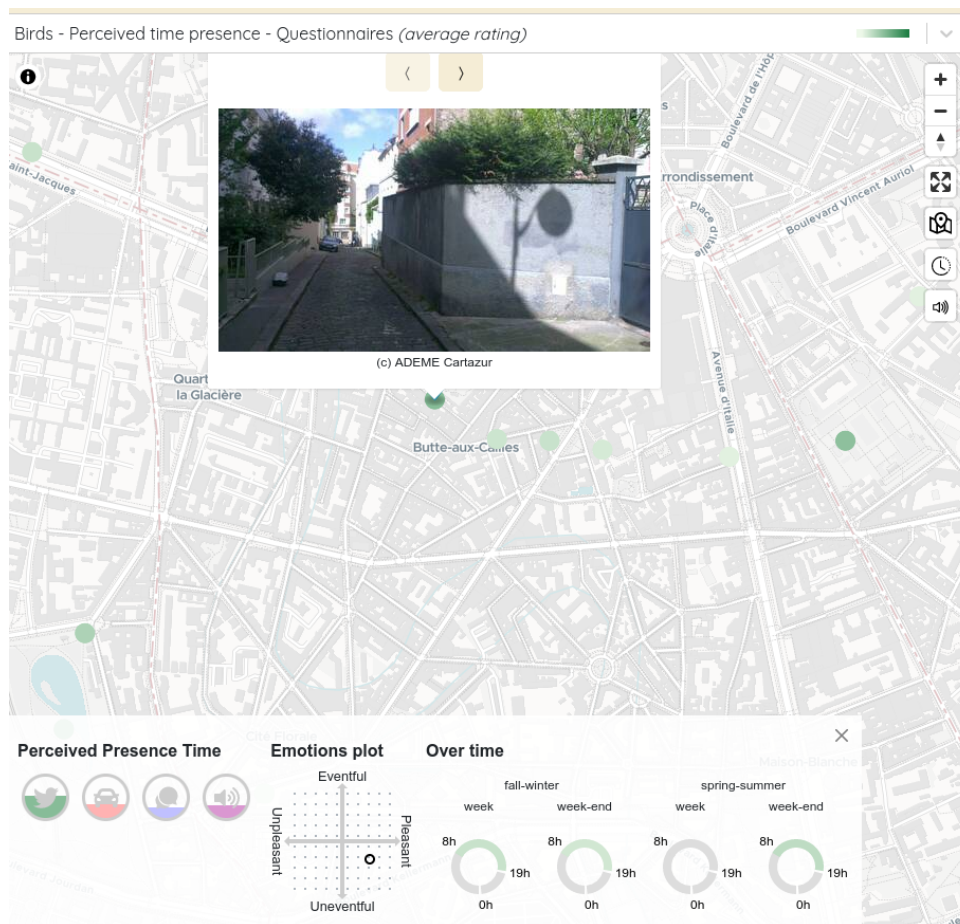 Birds - Perceived time presence - Questionnaires (average rating)
Boulevard de l'Hôp
rrondissement
Boulevard Vincent Auriol
Place d'Italie
aint-Jacques
(c) ADEME Cartazur
Quart
la Glacière
Avenue d'Italie
Butte-aux-Cailles
Cité Florale
Maison-Blanche
Perceived Presence Time
Emotions plot
Over time
Eventful
Unpleasant
Pleasant
Uneventful
fall-winter
spring-summer
week
week-end
week
week-end
8h
8h
8h
8h
19h
19h
19h
19h
0h
0h
0h
0h